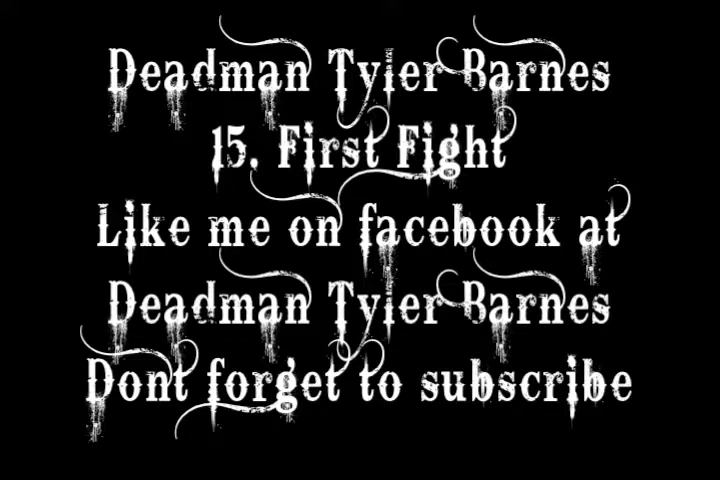 Deadman Tyler Barnes
15. First Fight
Like me on facebook at
Deadman Tyler Barnes
Dont forget to subscribe